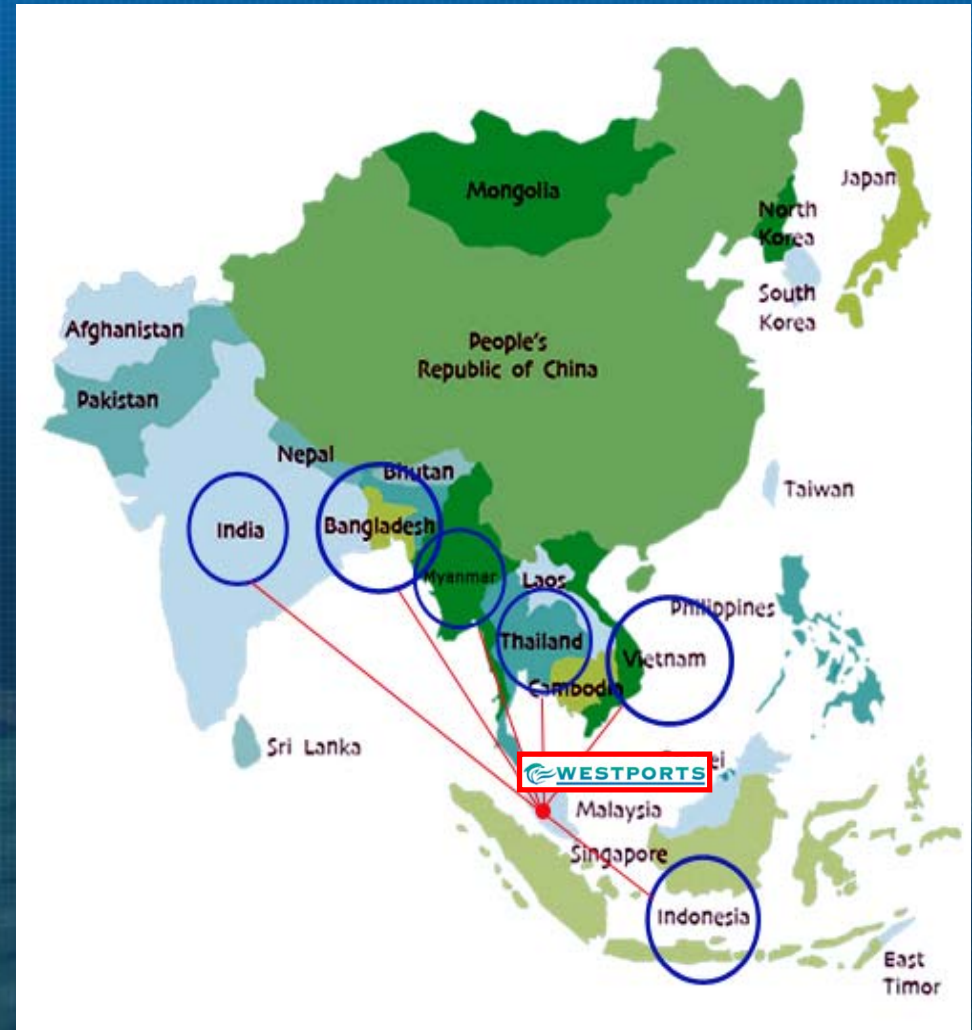 Mongolia
Japan
North
Korea
South
Korea
Afghanistan
People's
Republic of China
Pakistan
Nepal
Bhutan
Taiwan
India
Bangladesh
Myanmar
Laos
Philippines
Thailand
Vietnam
Cambodia
Sri Lanka
WESTPORTS
ei
Malaysia
Singapore
Indonesia
East
Timor